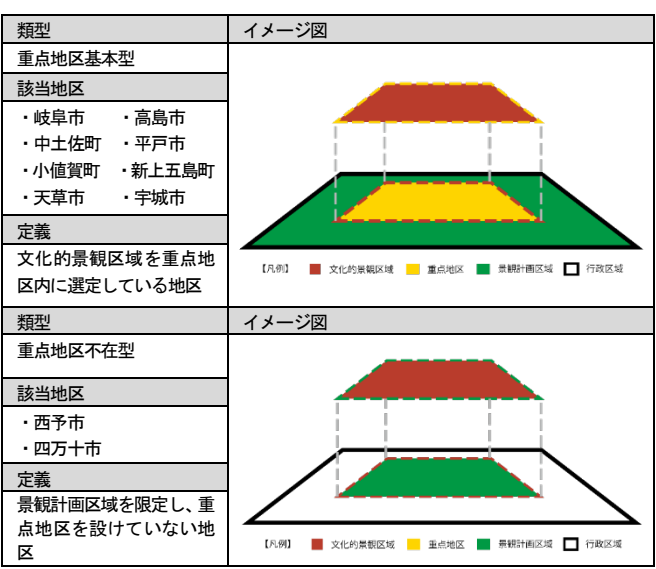 類型
イメージ図
重点地区基本型
該当地区
・岐阜市 ・高島市
・中土佐町 ・平戸市
・小値賀町 ・新上五島町
・天草市 ・宇城市
定義
文化的景観区域を重点地
区内に選定している地区
【凡例】 文化的景観区域 重点地区 景観計画区域 行政区域
類型
イメージ図
重点地区不在型
該当地区
・西予市
・四万十市
定義
景観計画区域を限定し、重
点地区を設けていない地
区
【凡例】 文化的景観区域 重点地区 景観計画区域 行政区域